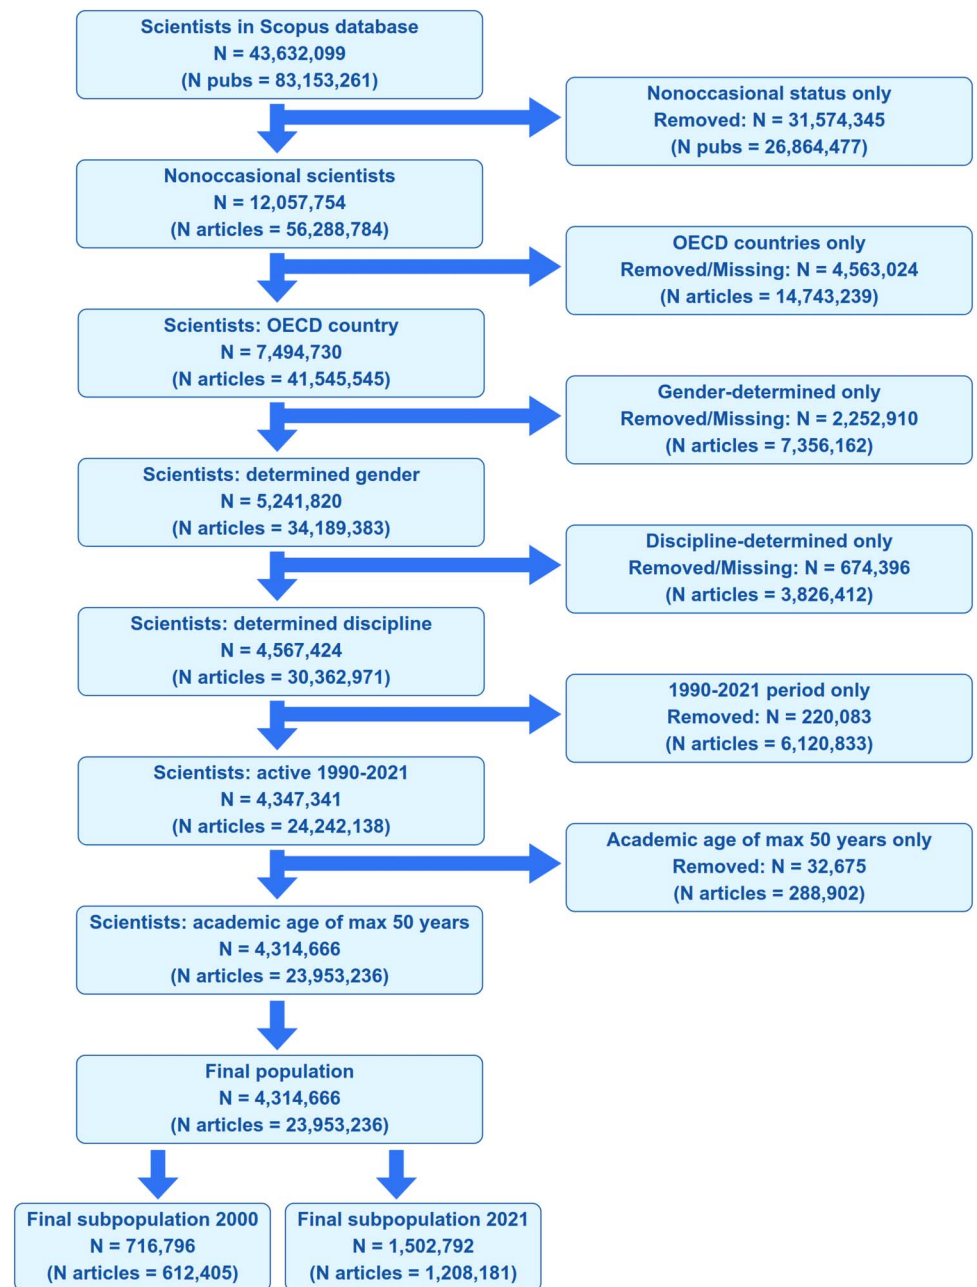 Scientists in Scopus database
N = 43,632,099
(N pubs = 83,153,261)
Nonoccasional status only
Removed: N = 31,574,345
(N pubs = 26,864,477)
Nonoccasional scientists
N = 12,057,754
(N articles = 56,288,784)
OECD countries only
Removed/Missing: N = 4,563,024
(N articles = 14,743,239)
Scientists: OECD country
N = 7,494,730
(N articles = 41,545,545)
Gender-determined only
Removed/Missing: N = 2,252,910
(N articles = 7,356,162)
Scientists: determined gender
N = 5,241,820
(N articles = 34,189,383)
Discipline-determined only
Removed/Missing: N = 674,396
(N articles = 3,826,412)
Scientists: determined discipline
N = 4,567,424
(N articles = 30,362,971)
1990-2021 period only
Removed: N = 220,083
(N articles = 6,120,833)
Scientists: active 1990-2021
N = 4,347,341
(N articles = 24,242,138)
Academic age of max 50 years only
Removed: N = 32,675
(N articles = 288,902)
Scientists: academic age of max 50 years
N = 4,314,666
(N articles = 23,953,236)
Final population
N = 4,314,666
(N articles = 23,953,236)
Final subpopulation 2000
N = 716,796
(N articles = 612,405)
Final subpopulation 2021
N = 1,502,792
(N articles = 1,208,181)